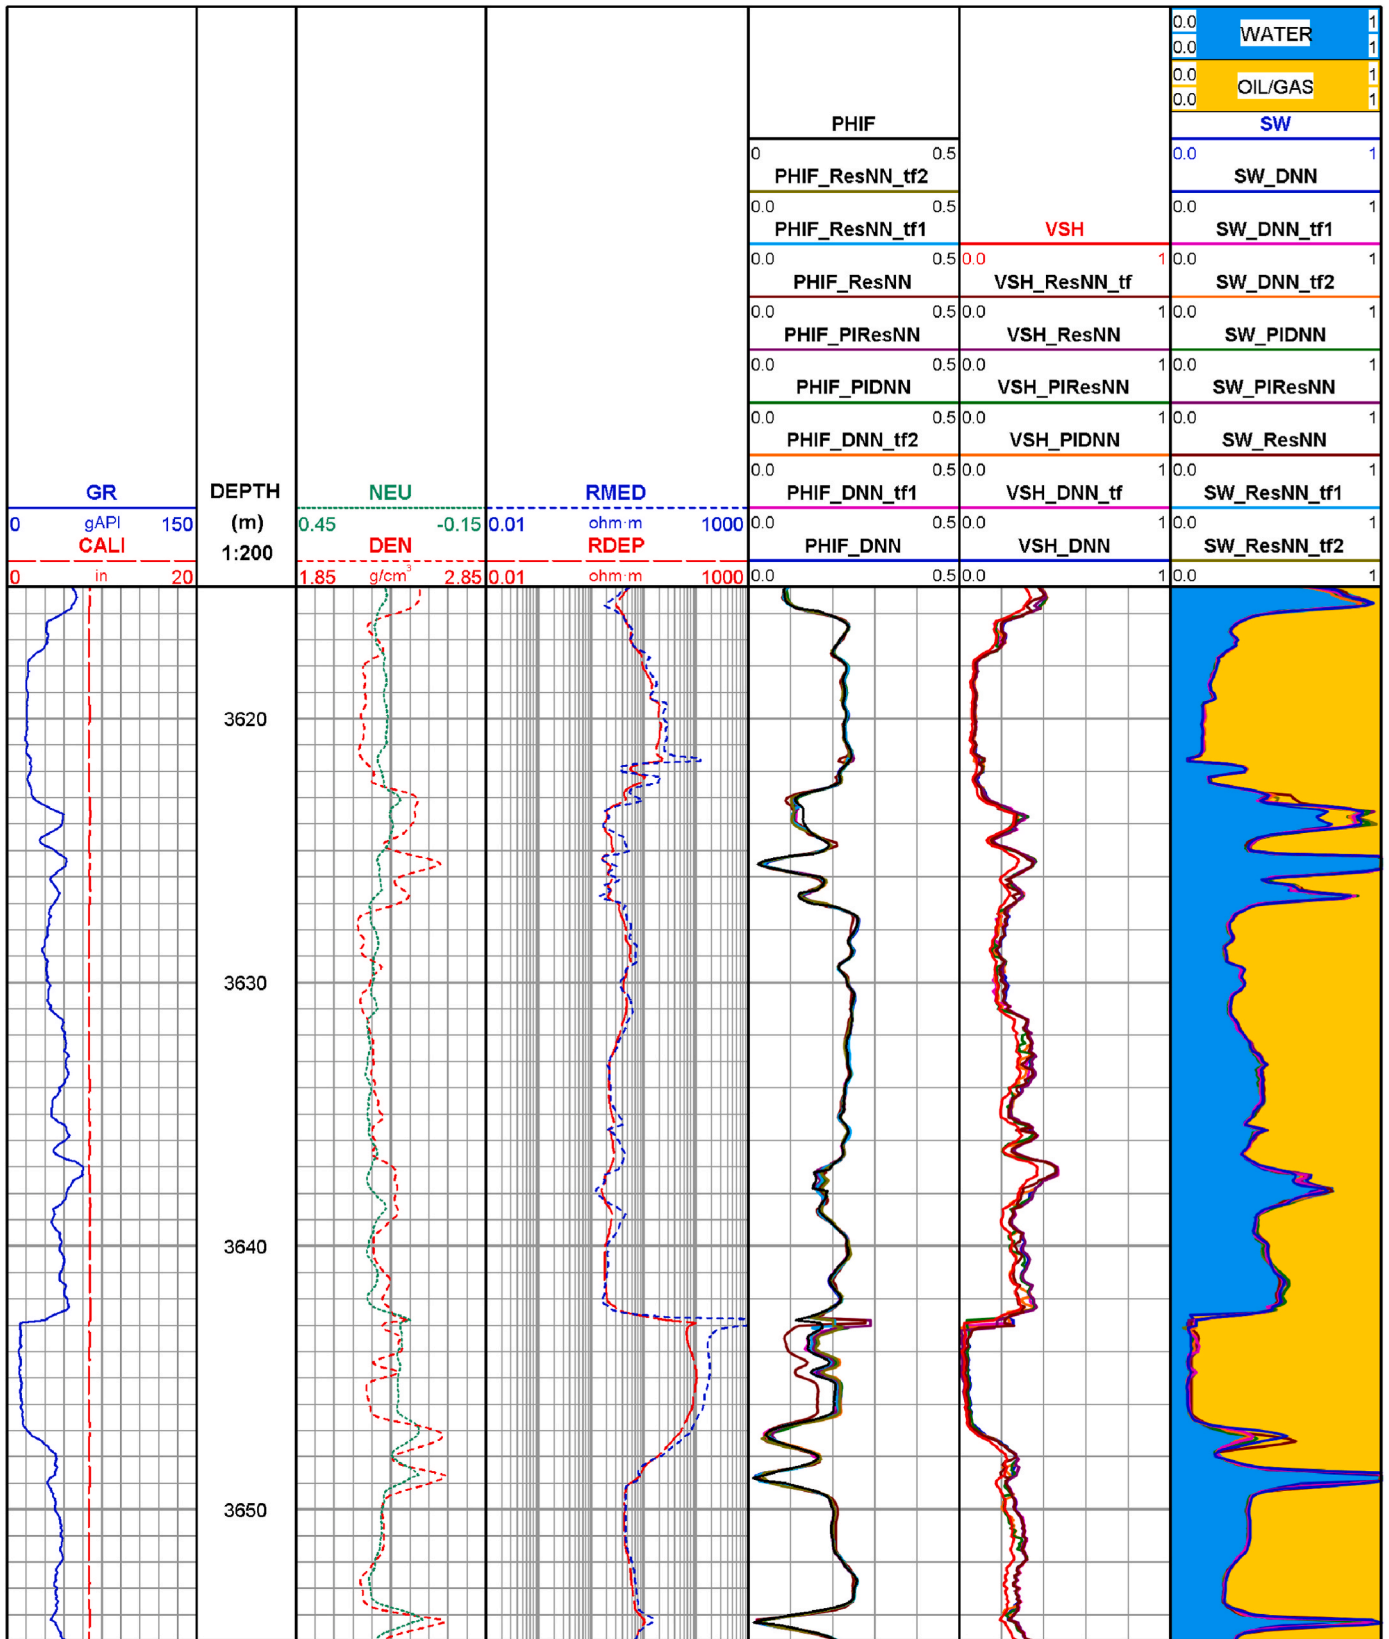 0.0 WATER 1
0.0 1
0.0 OIL/GAS 1
0.0 1
PHIF
0 0.5
PHIF_ResNN_tf2
0.0 0.5
PHIF_ResNN_tf1
0.0 0.5
PHIF_ResNN
0.0 0.5
PHIF_PIResNN
0.0 0.5
PHIF_PIDNN
0.0 0.5
PHIF_DNN_tf2
0.0 0.5
PHIF_DNN_tf1
0.0 0.5
PHIF_DNN
0.0 0.5
VSH
0.0 1
VSH_ResNN_tf
0.0 1
VSH_ResNN
0.0 1
VSH_PIResNN
0.0 1
VSH_PIDNN
0.0 1
VSH_DNN_tf
0.0 1
VSH_DNN
0.0 1
SW
0.0 1
SW_DNN
0.0 1
SW_DNN_tf1
0.0 1
SW_DNN_tf2
0.0 1
SW_PIDNN
0.0 1
SW_PIResNN
0.0 1
SW_ResNN
0.0 1
SW_ResNN_tf1
0.0 1
SW_ResNN_tf2
0.0 1
GR
0 gAPI 150
CALI
0 in 20
DEPTH
(m)
1:200
NEU
0.45 -0.15
DEN
1.85 g/cm³ 2.85
RMED
0.01 ohm·m 1000
RDEP
0.01 ohm·m 1000
3620
3630
3640
3650